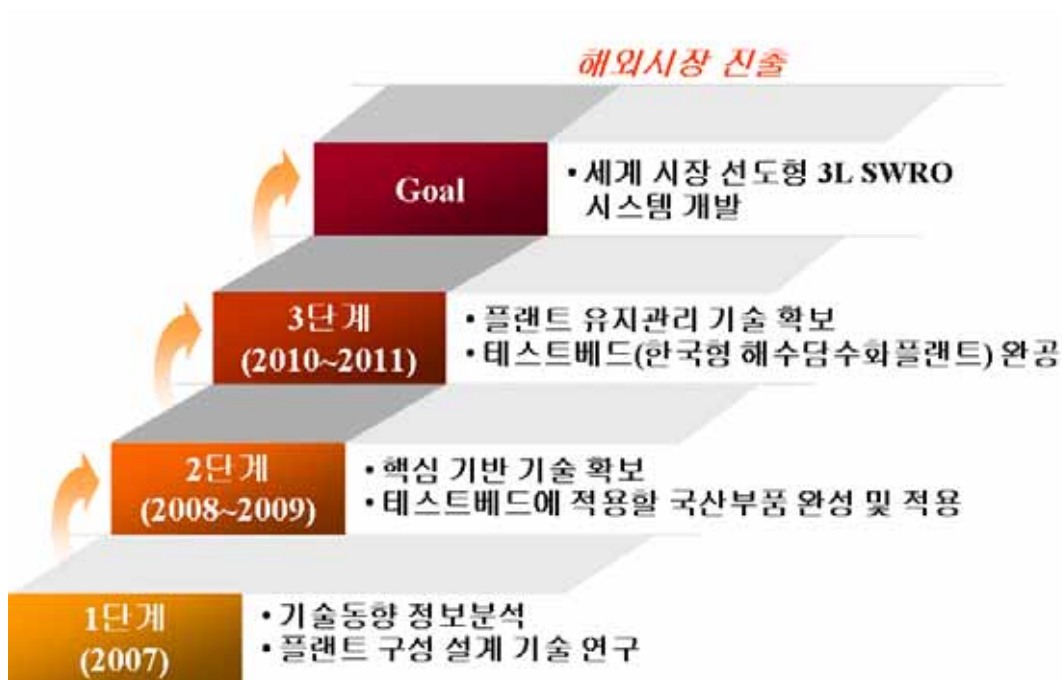 해외시장 진출
Goal
• 세계 시장 선도형 3L SWRO
시스템 개발
3단계
(2010~2011)
• 플랜트 유지관리 기술 확보
• 테스트베드(한국형 해수담수화플랜트) 완공
2단계
(2008~2009)
• 핵심 기반 기술 확보
• 테스트베드에 적용할 국산부품 완성 및 적용
1단계
(2007)
• 기술동향 정보분석
• 플랜트 구성 설계 기술 연구